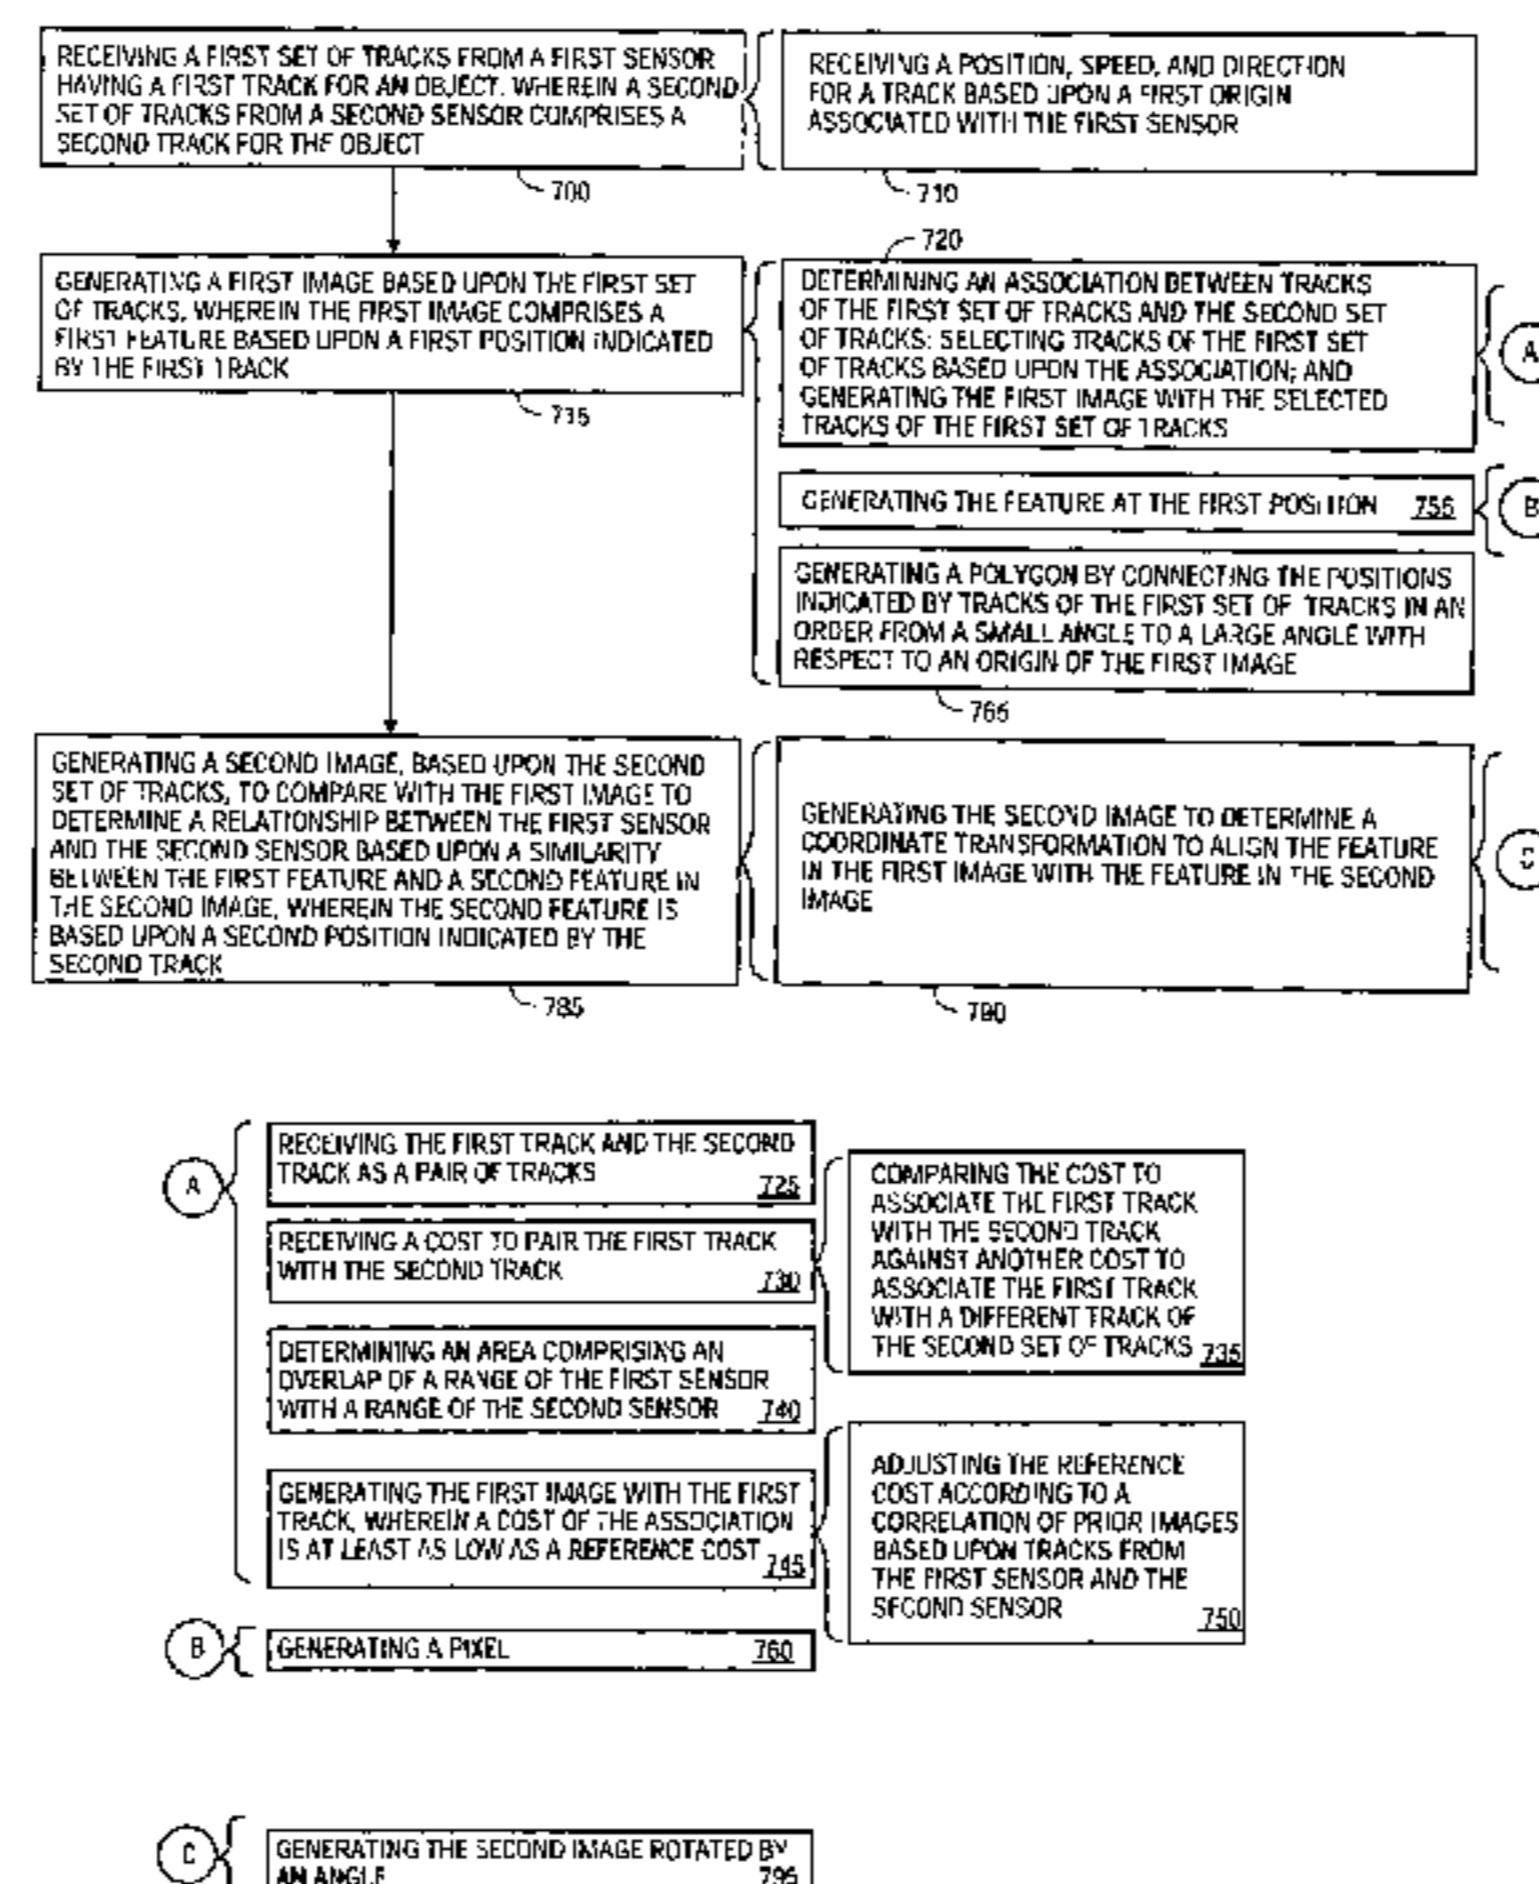 RECEIVING A FIRST SET OF TRACKS FROM A FIRST SENSOR
HAVING A FIRST TRACK FOR AN OBJECT, WHEREIN A SECOND
SET OF TRACKS FROM A SECOND SENSOR COMPRISES A
SECOND TRACK FOR THE OBJECT
700
RECEIVING A POSITION, SPEED, AND DIRECTION
FOR A TRACK BASED UPON A FIRST ORIGIN
ASSOCIATED WITH THE FIRST SENSOR
710
GENERATING A FIRST IMAGE BASED UPON THE FIRST SET
OF TRACKS, WHEREIN THE FIRST IMAGE COMPRISES A
FIRST FEATURE BASED UPON A FIRST POSITION INDICATED
BY THE FIRST TRACK
715
720
DETERMINING AN ASSOCIATION BETWEEN TRACKS
OF THE FIRST SET OF TRACKS AND THE SECOND SET
OF TRACKS; SELECTING TRACKS OF THE FIRST SET
OF TRACKS BASED UPON THE ASSOCIATION; AND
GENERATING THE FIRST IMAGE WITH THE SELECTED
TRACKS OF THE FIRST SET OF TRACKS
A
GENERATING THE FEATURE AT THE FIRST POSITION 755
B
GENERATING A POLYGON BY CONNECTING THE POSITIONS
INDICATED BY TRACKS OF THE FIRST SET OF TRACKS IN AN
ORDER FROM A SMALL ANGLE TO A LARGE ANGLE WITH
RESPECT TO AN ORIGIN OF THE FIRST IMAGE
765
GENERATING A SECOND IMAGE, BASED UPON THE SECOND
SET OF TRACKS, TO COMPARE WITH THE FIRST IMAGE TO
DETERMINE A RELATIONSHIP BETWEEN THE FIRST SENSOR
AND THE SECOND SENSOR BASED UPON A SIMILARITY
BETWEEN THE FIRST FEATURE AND A SECOND FEATURE IN
THE SECOND IMAGE, WHEREIN THE SECOND FEATURE IS
BASED UPON A SECOND POSITION INDICATED BY THE
SECOND TRACK
785
GENERATING THE SECOND IMAGE TO DETERMINE A
COORDINATE TRANSFORMATION TO ALIGN THE FEATURE
IN THE FIRST IMAGE WITH THE FEATURE IN THE SECOND
IMAGE
790
C
A
RECEIVING THE FIRST TRACK AND THE SECOND
TRACK AS A PAIR OF TRACKS
725
RECEIVING A COST TO PAIR THE FIRST TRACK
WITH THE SECOND TRACK
730
COMPARING THE COST TO
ASSOCIATE THE FIRST TRACK
WITH THE SECOND TRACK
AGAINST ANOTHER COST TO
ASSOCIATE THE FIRST TRACK
WITH A DIFFERENT TRACK OF
THE SECOND SET OF TRACKS 735
DETERMINING AN AREA COMPRISING AN
OVERLAP OF A RANGE OF THE FIRST SENSOR
WITH A RANGE OF THE SECOND SENSOR 740
GENERATING THE FIRST IMAGE WITH THE FIRST
TRACK, WHEREIN A COST OF THE ASSOCIATION
IS AT LEAST AS LOW AS A REFERENCE COST 745
ADJUSTING THE REFERENCE
COST ACCORDING TO A
CORRELATION OF PRIOR IMAGES
BASED UPON TRACKS FROM
THE FIRST SENSOR AND THE
SECOND SENSOR 750
B
GENERATING A PIXEL 760
C
GENERATING THE SECOND IMAGE ROTATED BY
AN ANGLE 795